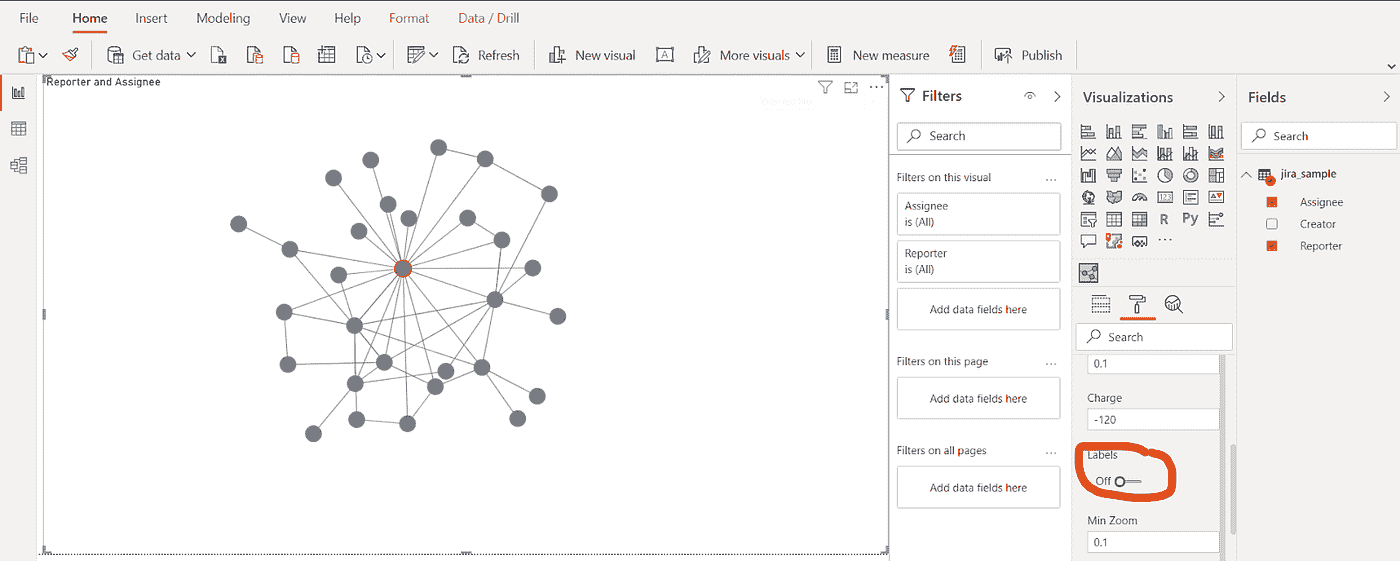 File Home Insert Modeling View Help Format Data / Drill
Get data Refresh New visual More visuals New measure Publish
Reporter and Assignee
Filters
Search
Filters on this visual ...
Assignee
is (All)
Reporter
is (All)
Add data fields here
Filters on this page ...
Add data fields here
Filters on all pages ...
Add data fields here
Visualizations
123
R Py
...
Search
0.1
Charge
-120
Labels
Off
Min Zoom
0.1
Fields
Search
jira_sample
Assignee
Creator
Reporter